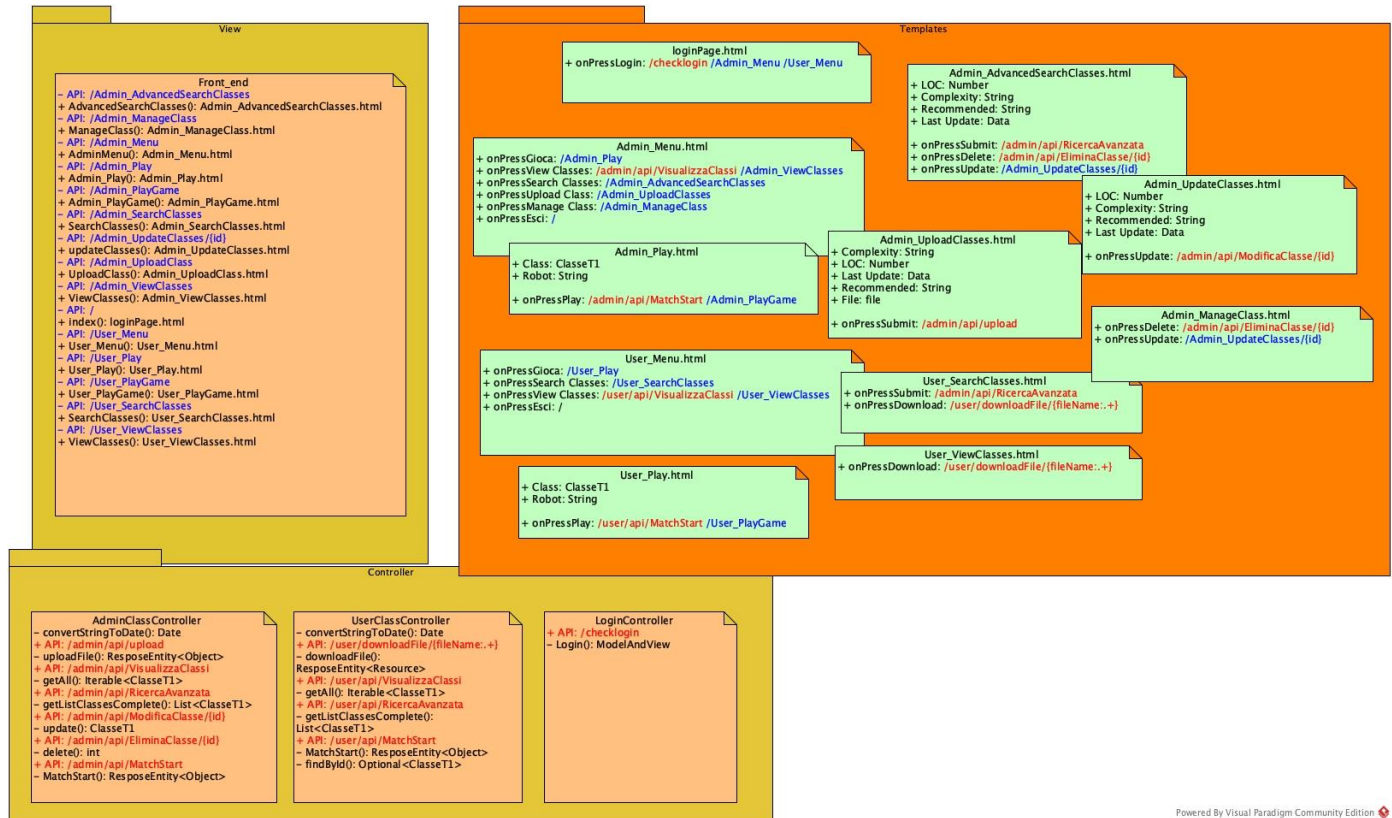 View
Front_end
- API: /Admin_AdvancedSearchClasses
+ AdvancedSearchClasses(): Admin_AdvancedSearchClasses.html
- API: /Admin_ManageClass
+ ManageClass(): Admin_ManageClass.html
- API: /Admin_Menu
+ AdminMenu(): Admin_Menu.html
- API: /Admin_Play
+ Admin_Play(): Admin_Play.html
- API: /Admin_PlayGame
+ Admin_PlayGame(): Admin_PlayGame.html
- API: /Admin_SearchClasses
+ SearchClasses(): Admin_SearchClasses.html
- API: /Admin_UpdateClasses/{id}
+ updateClasses(): Admin_UpdateClasses.html
- API: /Admin_UploadClass
+ UploadClass(): Admin_UploadClass.html
- API: /Admin_ViewClasses
+ ViewClasses(): Admin_ViewClasses.html
- API: /
+ index(): loginPage.html
- API: /User_Menu
+ User_Menu(): User_Menu.html
- API: /User_Play
+ User_Play(): User_Play.html
- API: /User_PlayGame
+ User_PlayGame(): User_PlayGame.html
- API: /User_SearchClasses
+ SearchClasses(): User_SearchClasses.html
- API: /User_ViewClasses
+ ViewClasses(): User_ViewClasses.html
Templates
loginPage.html
+ onPressLogin: /checklogin /Admin_Menu /User_Menu
Admin_AdvancedSearchClasses.html
+ LOC: Number
+ Complexity: String
+ Recommended: String
+ Last Update: Data
+ onPressSubmit: /admin/api/RicercaAvanzata
+ onPressDelete: /admin/api/EliminaClasse/{id}
+ onPressUpdate: /Admin_UpdateClasses/{id}
Admin_Menu.html
+ onPressGioca: /Admin_Play
+ onPressView Classes: /admin/api/VisualizzaClassi /Admin_ViewClasses
+ onPressSearch Classes: /Admin_AdvancedSearchClasses
+ onPressUpload Class: /Admin_UploadClasses
+ onPressManage Class: /Admin_ManageClass
+ onPressEsci: /
Admin_UpdateClasses.html
+ LOC: Number
+ Complexity: String
+ Recommended: String
+ Last Update: Data
+ onPressUpdate: /admin/api/ModificaClasse/{id}
Admin_Play.html
+ Class: ClasseT1
+ Robot: String
+ onPressPlay: /admin/api/MatchStart /Admin_PlayGame
Admin_UploadClasses.html
+ Complexity: String
+ LOC: Number
+ Last Update: Data
+ Recommended: String
+ File: file
+ onPressSubmit: /admin/api/upload
Admin_ManageClass.html
+ onPressDelete: /admin/api/EliminaClasse/{id}
+ onPressUpdate: /Admin_UpdateClasses/{id}
User_Menu.html
+ onPressGioca: /User_Play
+ onPressSearch Classes: /User_SearchClasses
+ onPressView Classes: /user/api/VisualizzaClassi /User_ViewClasses
+ onPressEsci: /
User_SearchClasses.html
+ onPressSubmit: /admin/api/RicercaAvanzata
+ onPressDownload: /user/downloadFile/{fileName:.+}
User_ViewClasses.html
+ onPressDownload: /user/downloadFile/{fileName:.+}
User_Play.html
+ Class: ClasseT1
+ Robot: String
+ onPressPlay: /user/api/MatchStart /User_PlayGame
Controller
AdminClassController
- convertStringToDate(): Date
+ API: /admin/api/upload
- uploadFile(): ResposeEntity<Object>
+ API: /admin/api/VisualizzaClassi
- getAll(): Iterable<ClasseT1>
+ API: /admin/api/RicercaAvanzata
- getListClassesComplete(): List<ClasseT1>
+ API: /admin/api/ModificaClasse/{id}
- update(): ClasseT1
+ API: /admin/api/EliminaClasse/{id}
- delete(): int
+ API: /admin/api/MatchStart
- MatchStart(): ResposeEntity<Object>
UserClassController
- convertStringToDate(): Date
+ API: /user/downloadFile/{fileName:.+}
- downloadFile():
ResposeEntity<Resource>
+ API: /user/api/VisualizzaClassi
- getAll(): Iterable<ClasseT1>
+ API: /user/api/RicercaAvanzata
- getListClassesComplete():
List<ClasseT1>
+ API: /user/api/MatchStart
- MatchStart(): ResposeEntity<Object>
- findById(): Optional<ClasseT1>
LoginController
+ API: /checklogin
- Login(): ModelAndView
Powered By Visual Paradigm Community Edition